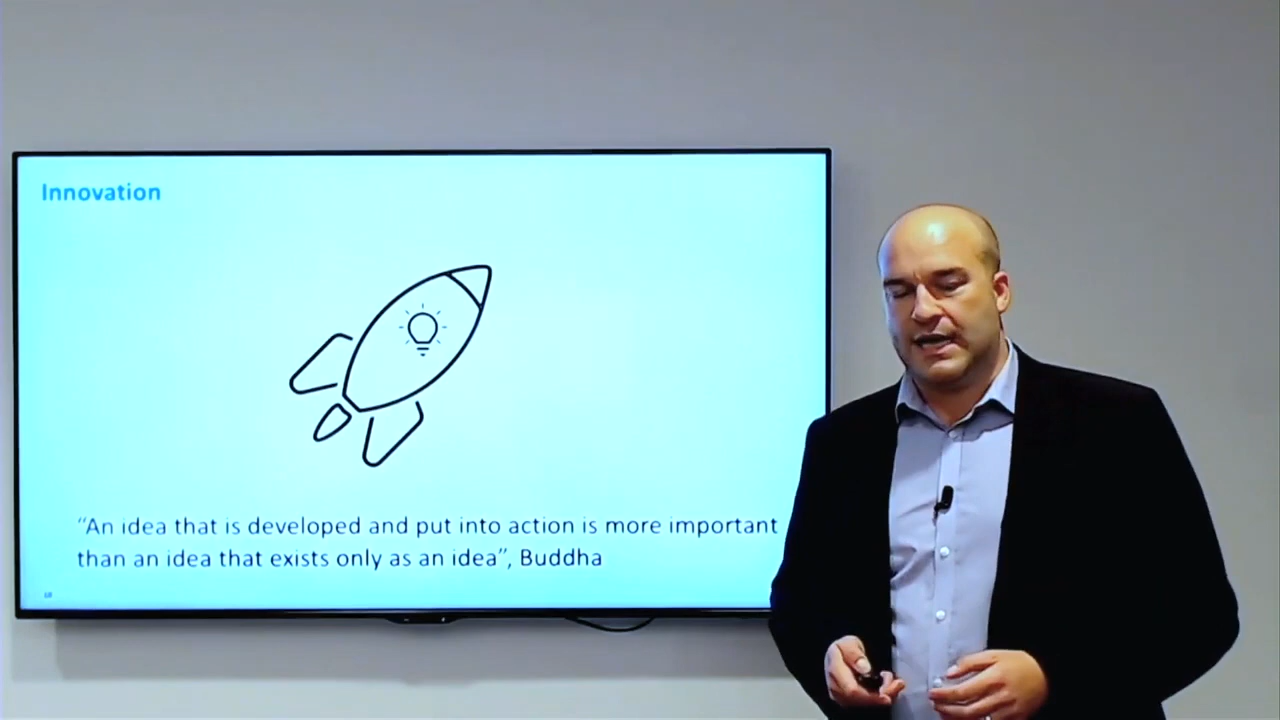 Innovation
“An idea that is developed and put into action is more important
than an idea that exists only as an idea”, Buddha